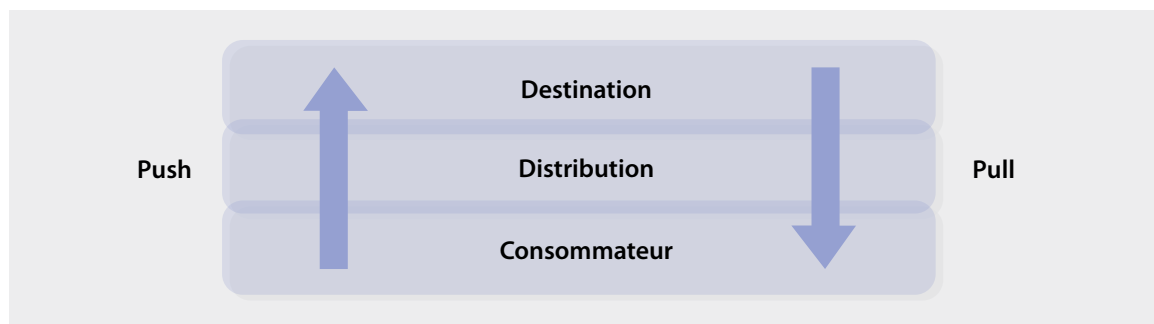 Destination
Push
Distribution
Pull
Consommateur